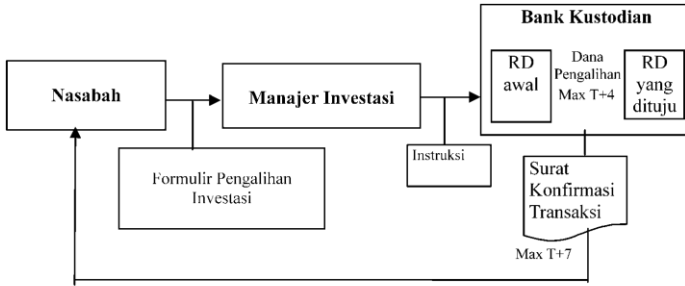 Bank Kustodian
RD
awal
Dana
Pengalihan
Max T+4
RD
yang
dituju
Nasabah
Manajer Investasi
Formulir Pengalihan
Investasi
Instruksi
Surat
Konfirmasi
Transaksi
Max T+7